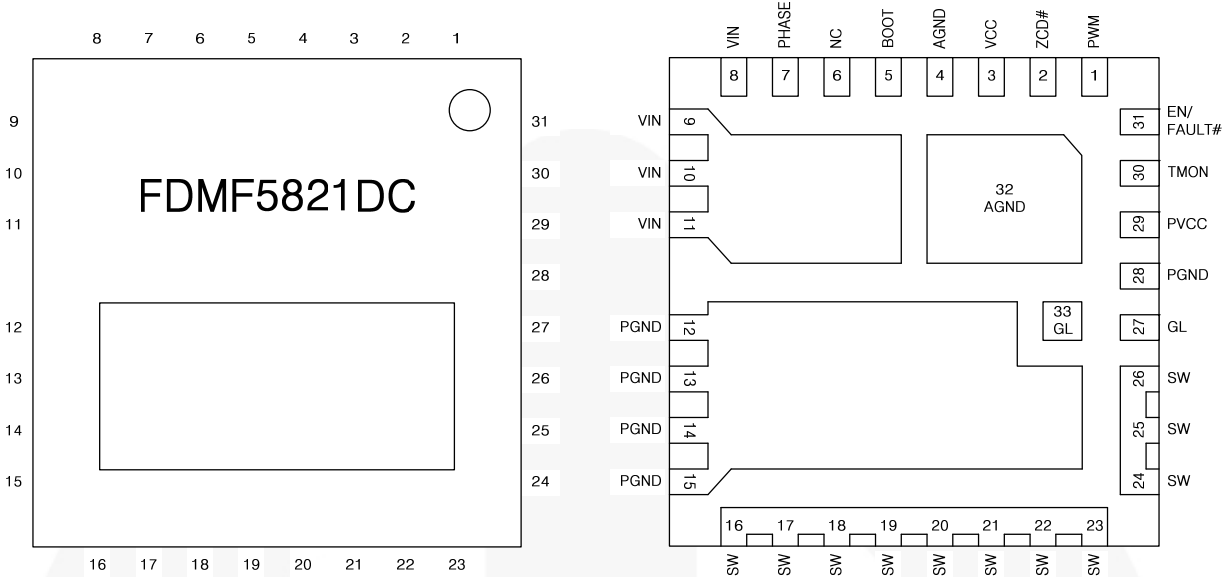 8 7 6 5 4 3 2 1
9
10
11
12
13
14
15
FDMF5821DC
31
30
29
28
27
26
25
24
16 17 18 19 20 21 22 23
VIN PHASE NC BOOT AGND VCC ZCD# PWM
8 7 6 5 4 3 2 1
VIN 9
VIN 10
VIN 11
PGND 12
PGND 13
PGND 14
PGND 15
32
AGND
33
GL
31 EN/
FAULT#
30 TMON
29 PVCC
28 PGND
27 GL
26 SW
25 SW
24 SW
16 17 18 19 20 21 22 23
SW SW SW SW SW SW SW SW